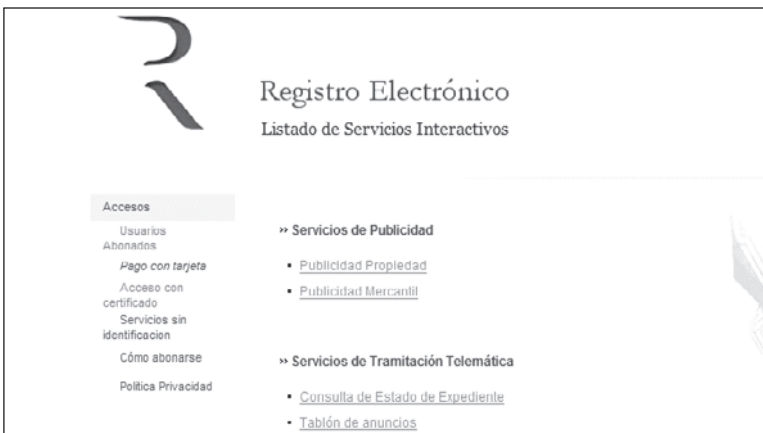 Registro Electrónico
Listado de Servicios Interactivos
Accesos
Usuarios
Abonados
Pago con tarjeta
Acceso con
certificado
Servicios sin
identificacion
Cómo abonarse
Política Privacidad
›› Servicios de Publicidad
▪ Publicidad Propiedad
▪ Publicidad Mercantil
›› Servicios de Tramitación Telemática
▪ Consulta de Estado de Expediente
▪ Tablón de anuncios